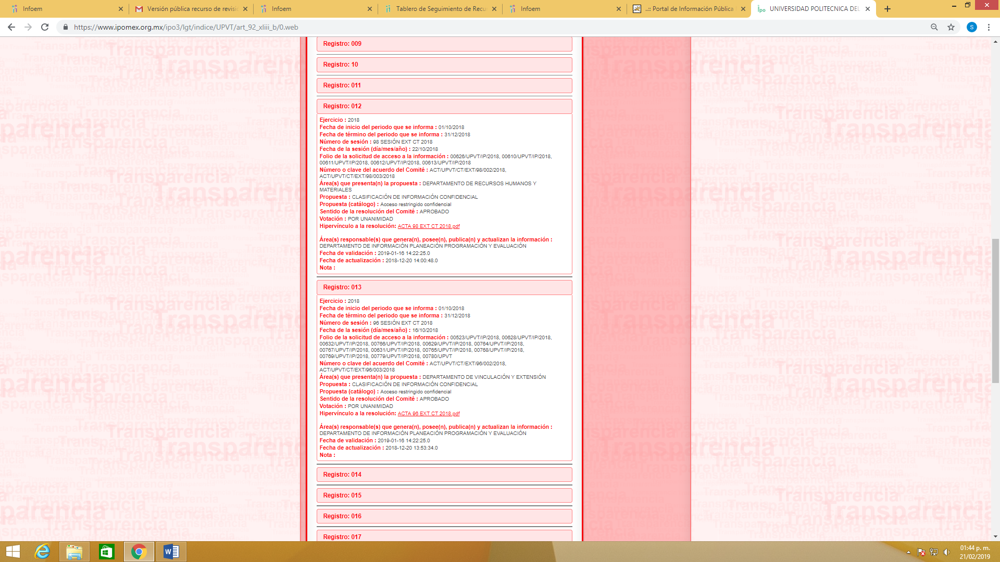 Infoem
Versión pública recurso de revisi
Infoem
Tablero de Seguimiento de Recu
Infoem
..:: Portal de Información Pública
UNIVERSIDAD POLITECNICA DEL
https://www.ipomex.org.mx/ipo3/lgt/indice/UPVT/art_92_xliii_b/0.web
S
Registro: 009
Registro: 10
Registro: 011
Registro: 012
Ejercicio : 2018
Fecha de inicio del periodo que se informa : 01/10/2018
Fecha de término del periodo que se informa : 31/12/2018
Número de sesión : 98 SESIÓN EXT CT 2018
Fecha de la sesión (día/mes/año) : 22/10/2018
Folio de la solicitud de acceso a la información : 00626/UPVT/IP/2018, 00610/UPVT/IP/2018,
00611/UPVT/IP/2018, 00612/UPVT/IP/2018, 00613/UPVT/IP/2018
Número o clave del acuerdo del Comité : ACT/UPVT/CT/EXT/98/002/2018,
ACT/UPVT/CT/EXT/98/003/2018
Área(s) que presenta(n) la propuesta : DEPARTAMENTO DE RECURSOS HUMANOS Y
MATERIALES
Propuesta : CLASIFICACIÓN DE INFORMACIÓN CONFIDENCIAL
Propuesta (catálogo) : Acceso restringido confidencial
Sentido de la resolución del Comité : APROBADO
Votación : POR UNANIMIDAD
Hipervínculo a la resolución: ACTA 98 EXT CT 2018.pdf
Área(s) responsable(s) que genera(n), posee(n), publica(n) y actualizan la información :
DEPARTAMENTO DE INFORMACIÓN PLANEACIÓN PROGRAMACIÓN Y EVALUACIÓN
Fecha de validación : 2019-01-16 14:22:25.0
Fecha de actualización : 2018-12-20 14:00:48.0
Nota :
Registro: 013
Ejercicio : 2018
Fecha de inicio del periodo que se informa : 01/10/2018
Fecha de término del periodo que se informa : 31/12/2018
Número de sesión : 96 SESIÓN EXT CT 2018
Fecha de la sesión (día/mes/año) : 16/10/2018
Folio de la solicitud de acceso a la información : 00523/UPVT/IP/2018, 00628/UPVT/IP/2018,
00632/UPVT/IP/2018, 00766/UPVT/IP/2018, 00629/UPVT/IP/2018, 00764/UPVT/IP/2018,
00767/UPVT/IP/2018, 00631/UPVT/IP/2018, 00765/UPVT/IP/2018, 00768/UPVT/IP/2018,
00769/UPVT/IP/2018, 00779/UPVT/IP/2018, 00780/UPVT
Número o clave del acuerdo del Comité : ACT/UPVT/CT/EXT/96/002/2018,
ACT/UPVT/CT/EXT/96/003/2018
Área(s) que presenta(n) la propuesta : DEPARTAMENTO DE VINCULACIÓN Y EXTENSIÓN
Propuesta : CLASIFICACIÓN DE INFORMACIÓN CONFIDENCIAL
Propuesta (catálogo) : Acceso restringido confidencial
Sentido de la resolución del Comité : APROBADO
Votación : POR UNANIMIDAD
Hipervínculo a la resolución: ACTA 96 EXT CT 2018.pdf
Área(s) responsable(s) que genera(n), posee(n), publica(n) y actualizan la información :
DEPARTAMENTO DE INFORMACIÓN PLANEACIÓN PROGRAMACIÓN Y EVALUACIÓN
Fecha de validación : 2019-01-16 14:22:25.0
Fecha de actualización : 2018-12-20 13:53:34.0
Nota :
Registro: 014
Registro: 015
Registro: 016
Registro: 017
01:44 p. m.
21/02/2019